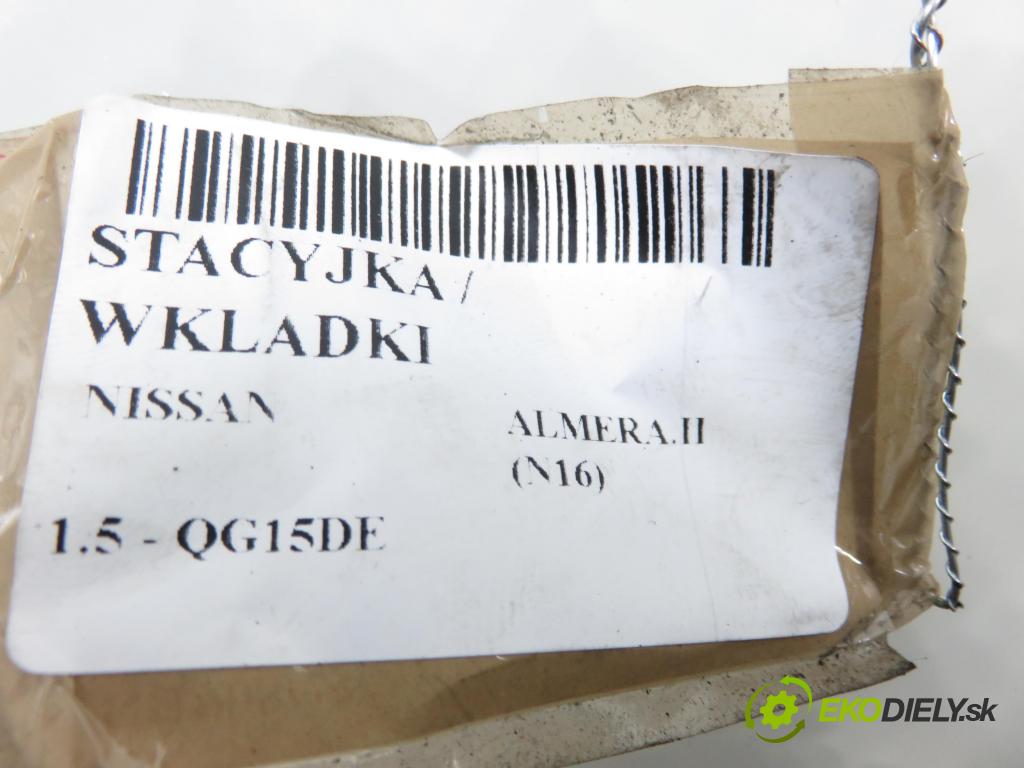 STACYJKA /
WKLADKI
NISSAN
ALMERA.II
(N16)
1.5 - QG15DE
EKODIELY.sk